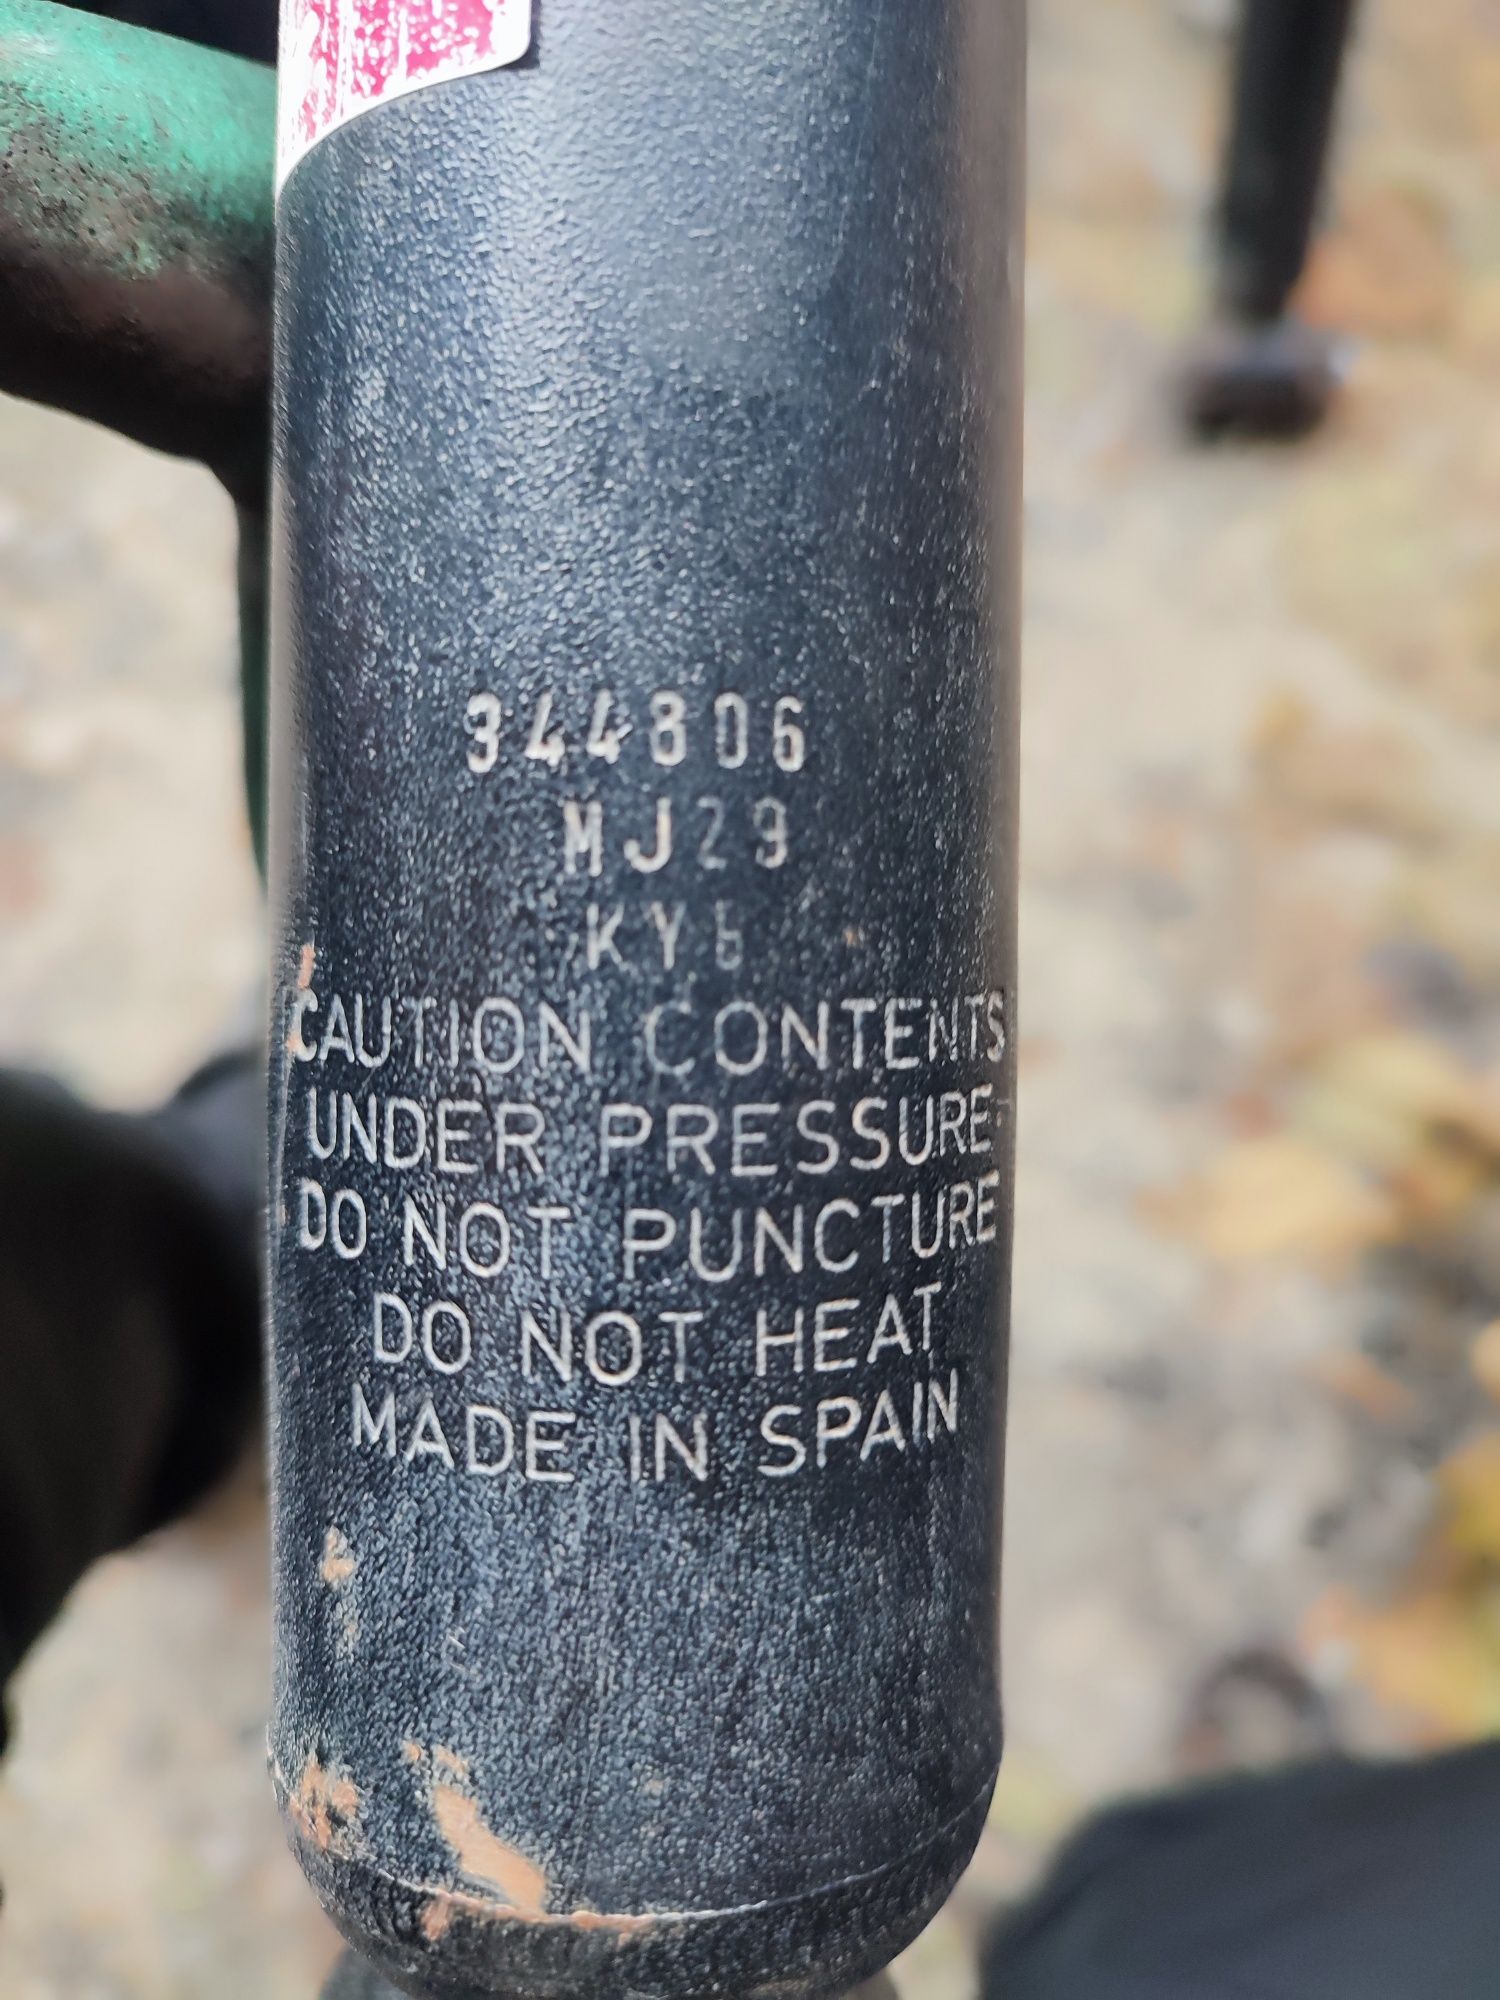 344806
MJ29
KYB
CAUTION CONTENTS
UNDER PRESSURE-
DO NOT PUNCTURE
DO NOT HEAT
MADE IN SPAIN